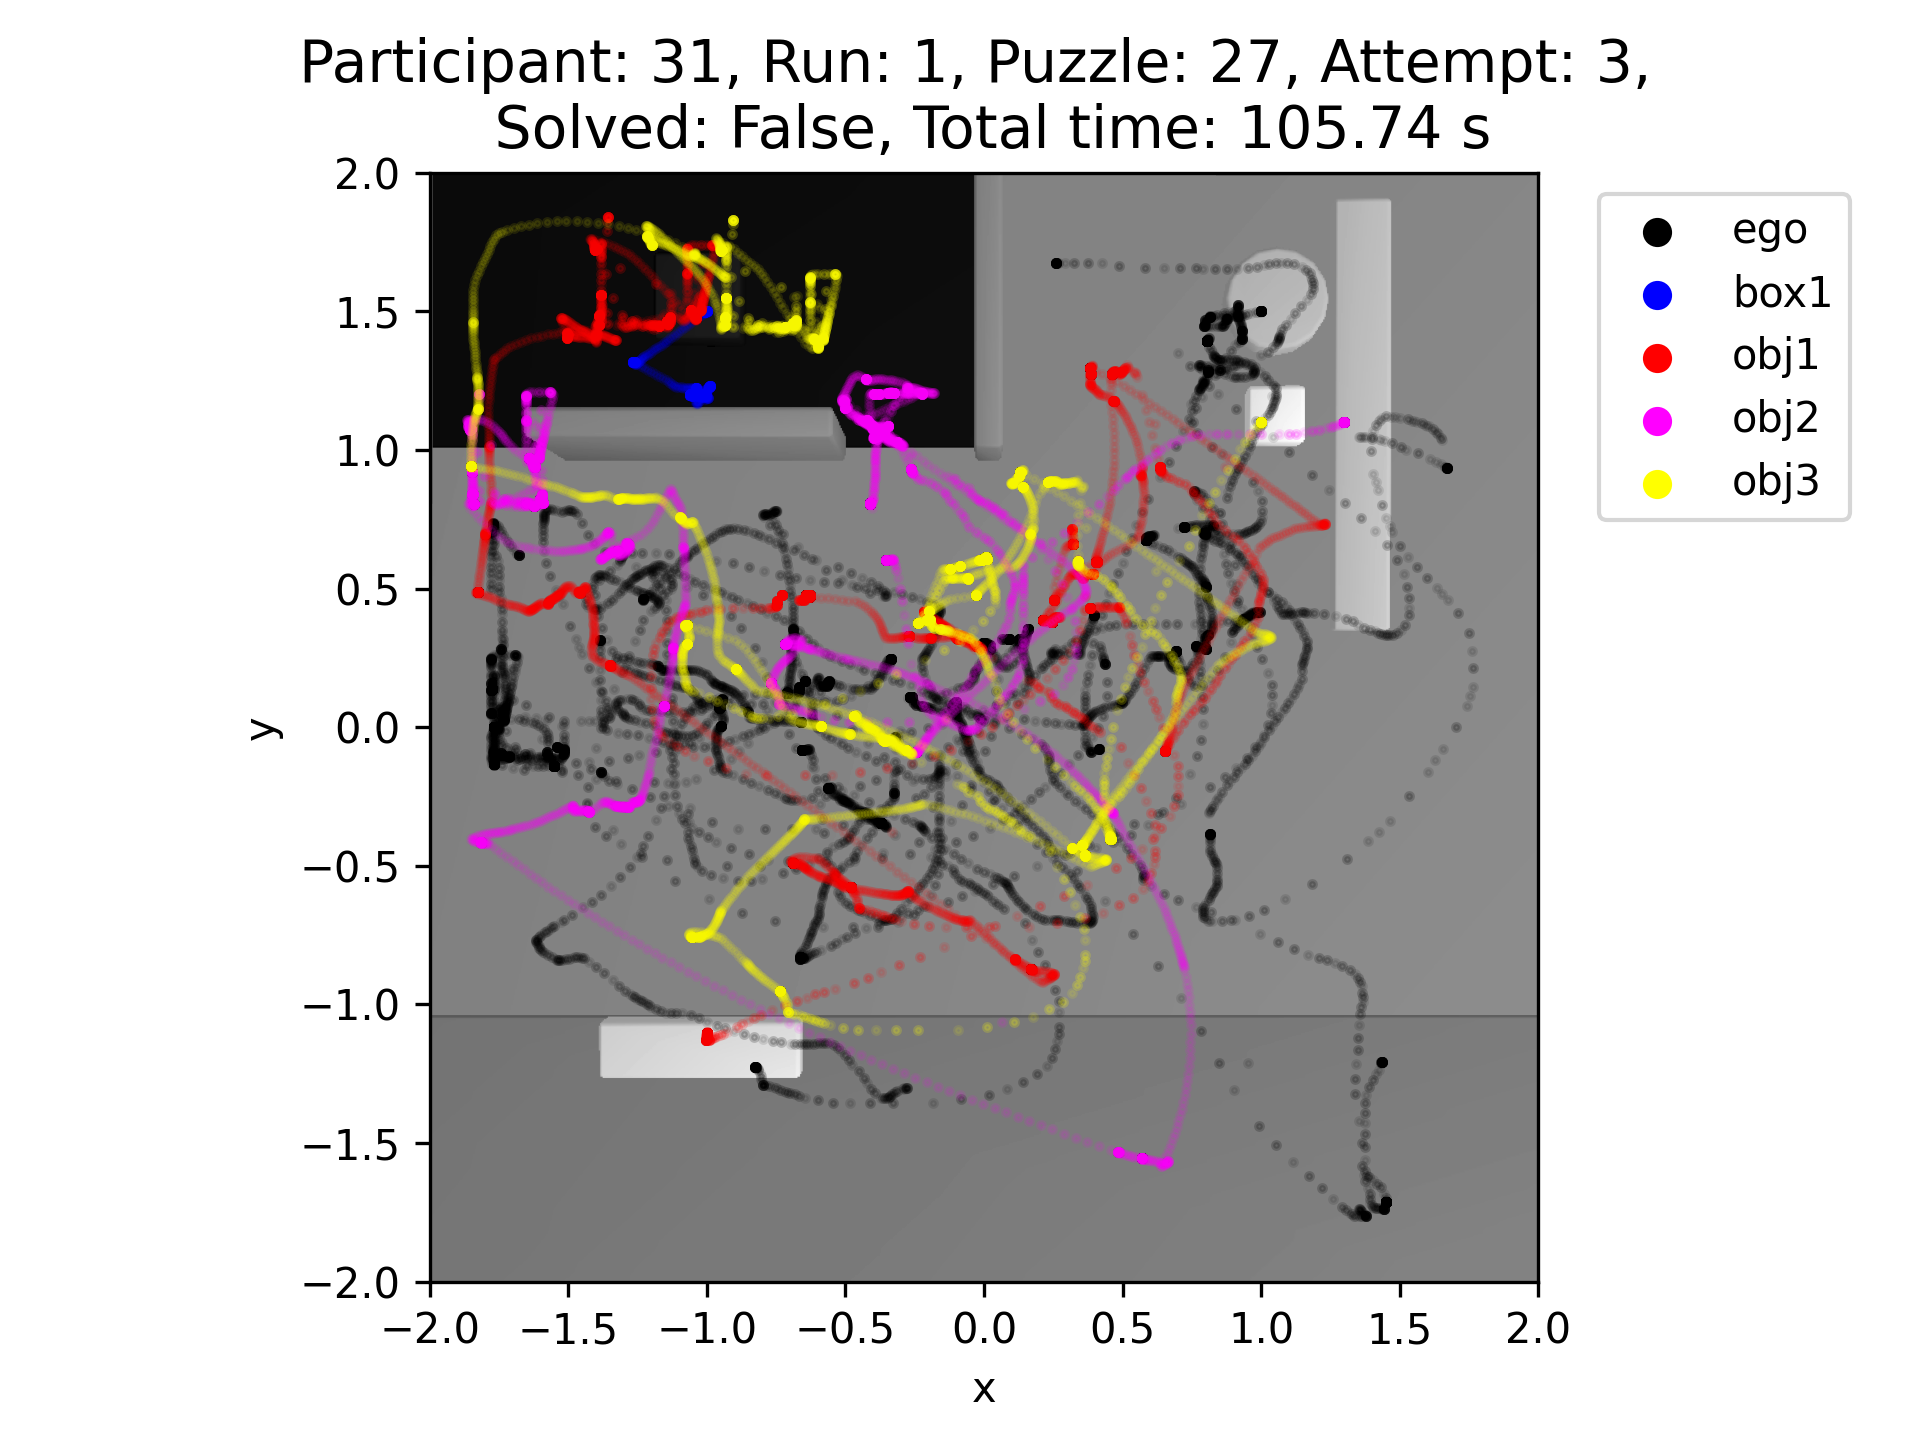 Participant: 31, Run: 1, Puzzle: 27, Attempt: 3,
Solved: False, Total time: 105.74 s
2.0
1.5
1.0
0.5
0.0
−0.5
−1.0
−1.5
−2.0
y
−2.0 −1.5 −1.0 −0.5 0.0 0.5 1.0 1.5 2.0
x
ego
box1
obj1
obj2
obj3